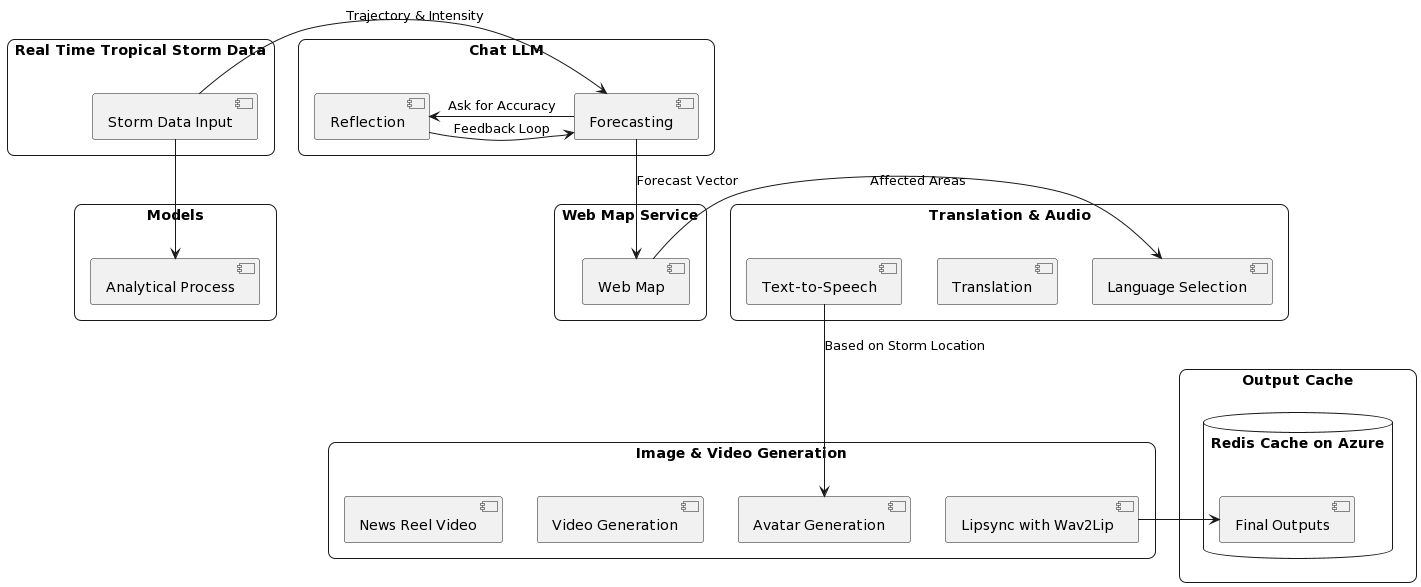 Trajectory & Intensity
Real Time Tropical Storm Data
Chat LLM
Storm Data Input
Reflection
Ask for Accuracy
Feedback Loop
Forecasting
Forecast Vector
Affected Areas
Models
Web Map Service
Translation & Audio
Analytical Process
Web Map
Text-to-Speech
Translation
Language Selection
Based on Storm Location
Output Cache
Redis Cache on Azure
Image & Video Generation
News Reel Video
Video Generation
Avatar Generation
Lipsync with Wav2Lip
Final Outputs